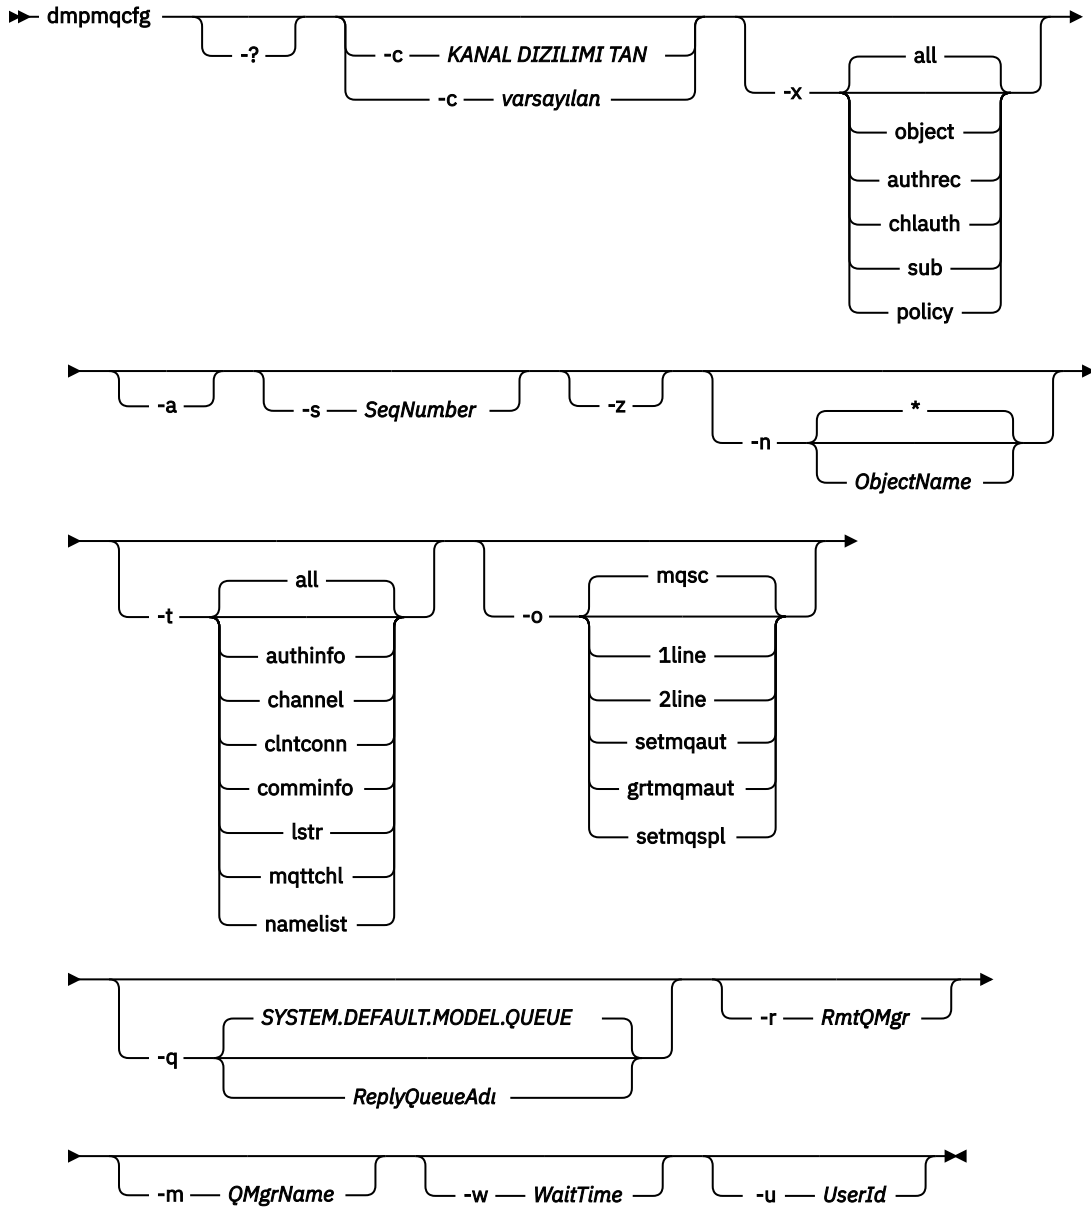 dmpmqcfg
-?
-c KANAL DIZILIMI TAN
-c varsayılan
-x
all
object
authrec
chlauth
sub
policy
-a
-s SeqNumber
-z
-n
*
ObjectName
-t
all
authinfo
channel
clntconn
comminfo
lstr
mqttchl
namelist
-o
mqsc
1line
2line
setmqaut
grtmqmaut
setmqspl
-q
SYSTEM.DEFAULT.MODEL.QUEUE
ReplyQueueAdı
-r RmtQMgr
-m QMgrName
-w WaitTime
-u UserId